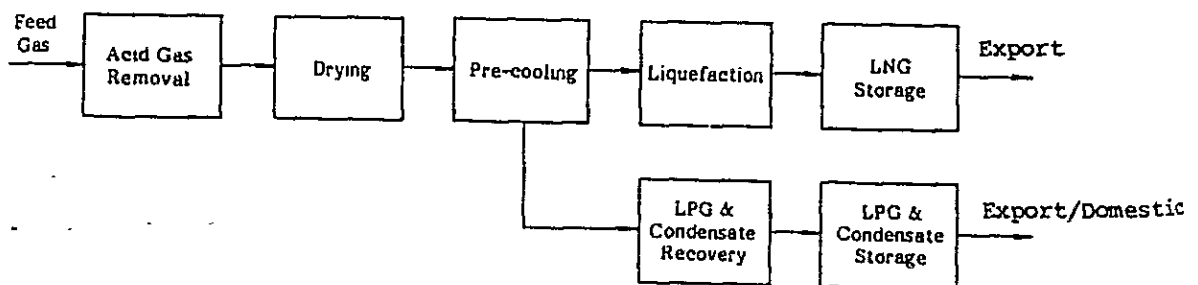 Feed
Gas
Acid Gas
Removal
Drying
Pre-cooling
Liquefaction
LNG
Storage
Export
LPG &
Condensate
Recovery
LPG &
Condensate
Storage
Export/Domestic